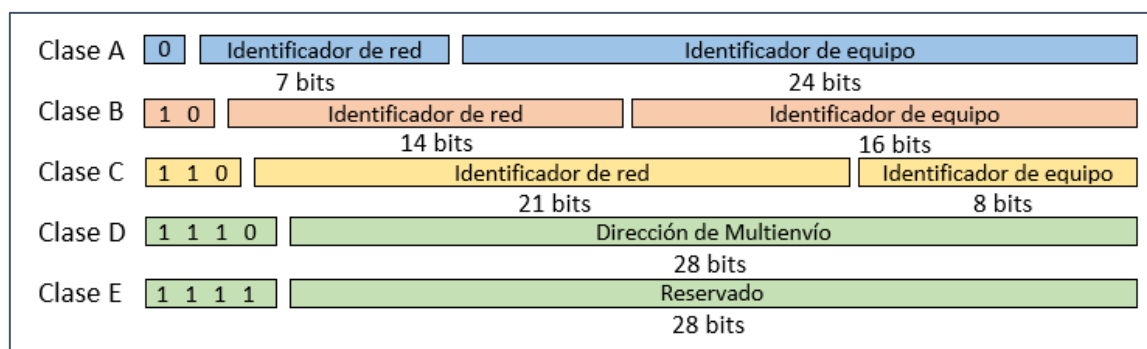 Clase A 0 Identificador de red Identificador de equipo
7 bits 24 bits
Clase B 1 0 Identificador de red Identificador de equipo
14 bits 16 bits
Clase C 1 1 0 Identificador de red Identificador de equipo
21 bits 8 bits
Clase D 1 1 1 0 Dirección de Multienvío
28 bits
Clase E 1 1 1 1 Reservado
28 bits